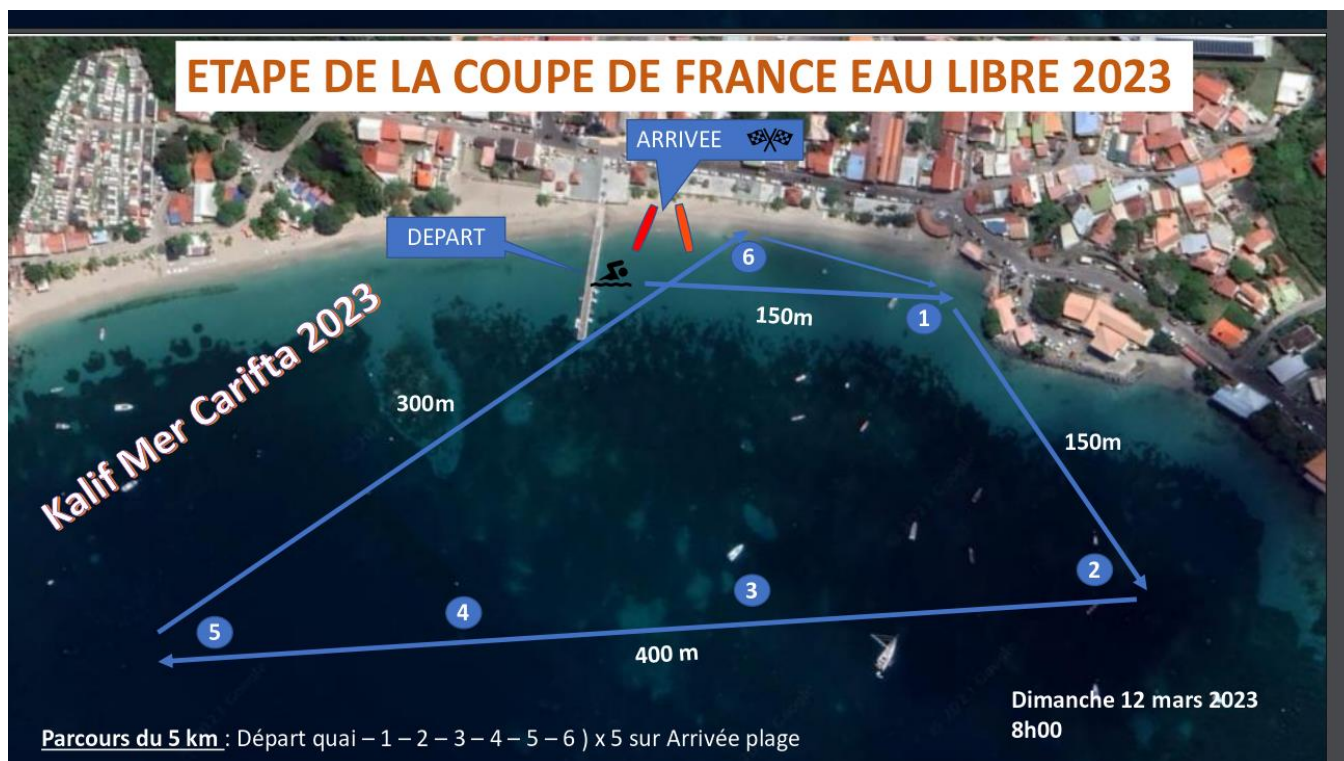 ETAPE DE LA COUPE DE FRANCE EAU LIBRE 2023
ARRIVEE
DEPART
6
150m
1
Kalif Mer Carifta 2023
300m
150m
2
3
4
5
400 m
Dimanche 12 mars 2023
8h00
Parcours du 5 km : Départ quai – 1 – 2 – 3 – 4 – 5 – 6 ) x 5 sur Arrivée plage